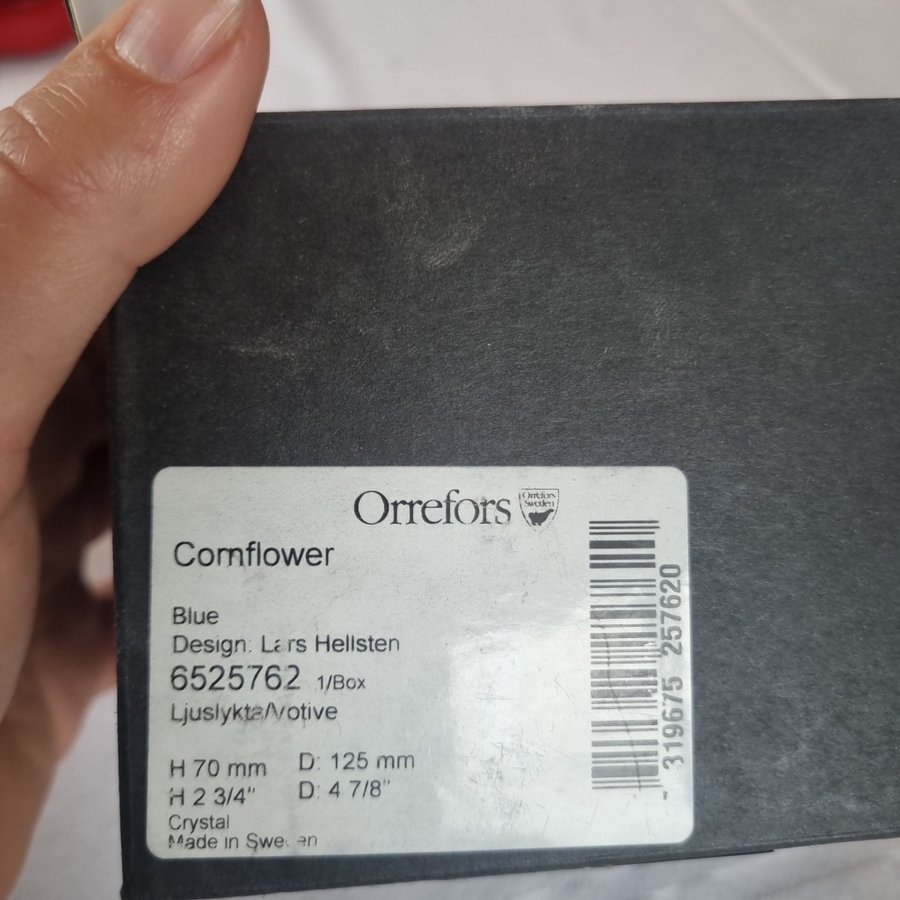 Orrefors
Orrefors
Sweden
Cornflower
Blue
Design: Lars Hellsten
6525762 1/Box
Ljuslykta/Votive
H 70 mm D: 125 mm
H 2 3/4" D: 4 7/8"
Crystal
Made in Sweden
7 319675 257620